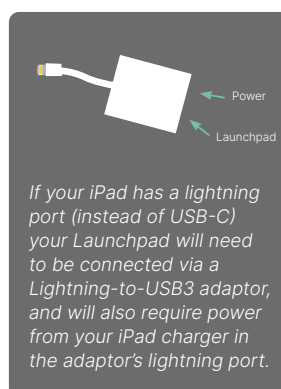 Power
Launchpad
If your iPad has a lightning
port (instead of USB-C)
your Launchpad will need
to be connected via a
Lightning-to-USB3 adaptor,
and will also require power
from your iPad charger in
the adaptor’s lightning port.